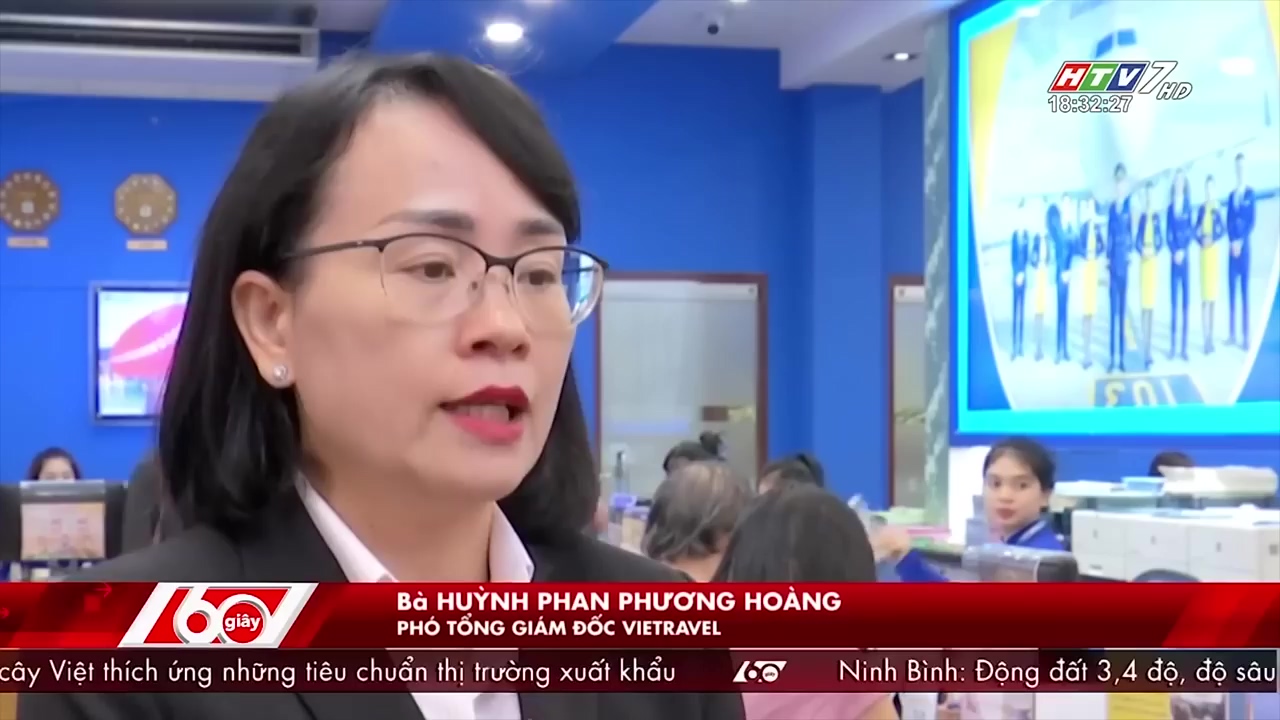 HTV7 HD
18:32:27
103
60 giây
Bà HUỲNH PHAN PHƯƠNG HOÀNG
PHÓ TỔNG GIÁM ĐỐC VIETRAVEL
cây Việt thích ứng những tiêu chuẩn thị trường xuất khẩu 60 giây Ninh Bình: Động đất 3,4 độ, độ sâu